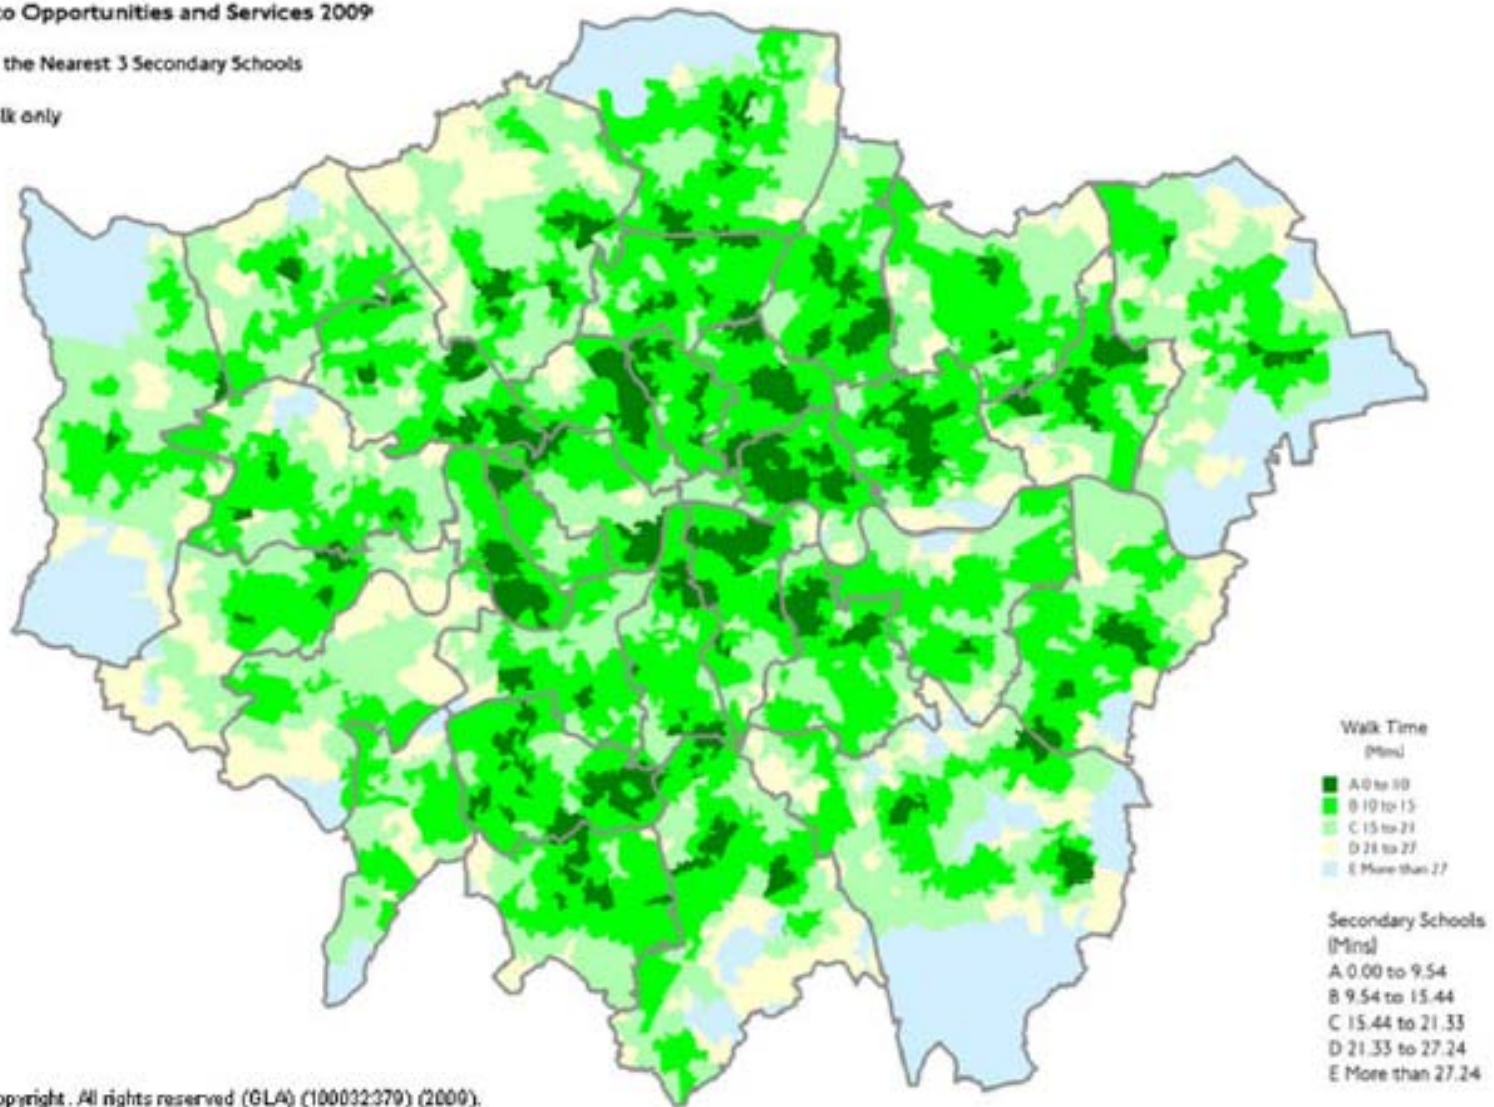 to Opportunities and Services 2009
the Nearest 3 Secondary Schools
lk only
Walk Time
(Mins)
A 0 to 10
B 10 to 15
C 15 to 21
D 21 to 27
E More than 27
Secondary Schools
(Mins)
A 0.00 to 9.54
B 9.54 to 15.44
C 15.44 to 21.33
D 21.33 to 27.24
E More than 27.24
opyright. All rights reserved (GLA) (100032379) (2009).